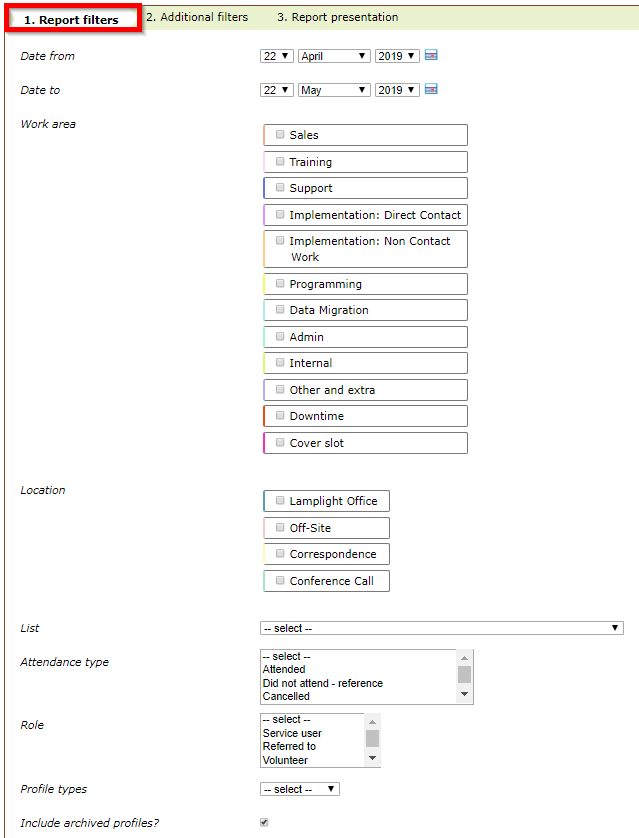 1. Report filters 2. Additional filters 3. Report presentation
Date from 22 April 2019
Date to 22 May 2019
Work area
Sales
Training
Support
Implementation: Direct Contact
Implementation: Non Contact
Work
Programming
Data Migration
Admin
Internal
Other and extra
Downtime
Cover slot
Location
Lamplight Office
Off-Site
Correspondence
Conference Call
List -- select --
Attendance type
-- select --
Attended
Did not attend - reference
Cancelled
Role
-- select --
Service user
Referred to
Volunteer
Profile types -- select --
Include archived profiles?